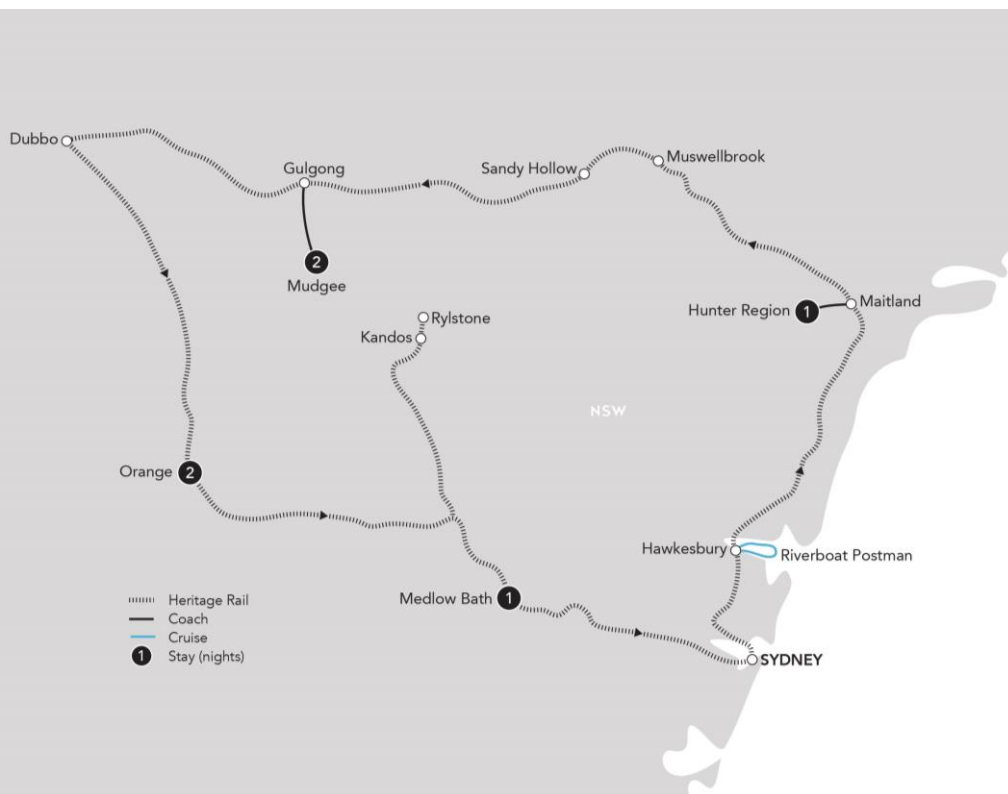 Dubbo
Gulgong
Sandy Hollow
Muswellbrook
2
Mudgee
Hunter Region 1
Maitland
Rylstone
Kandos
NSW
Orange 2
Hawkesbury
Riverboat Postman
Medlow Bath 1
SYDNEY
Heritage Rail
Coach
Cruise
1 Stay (nights)